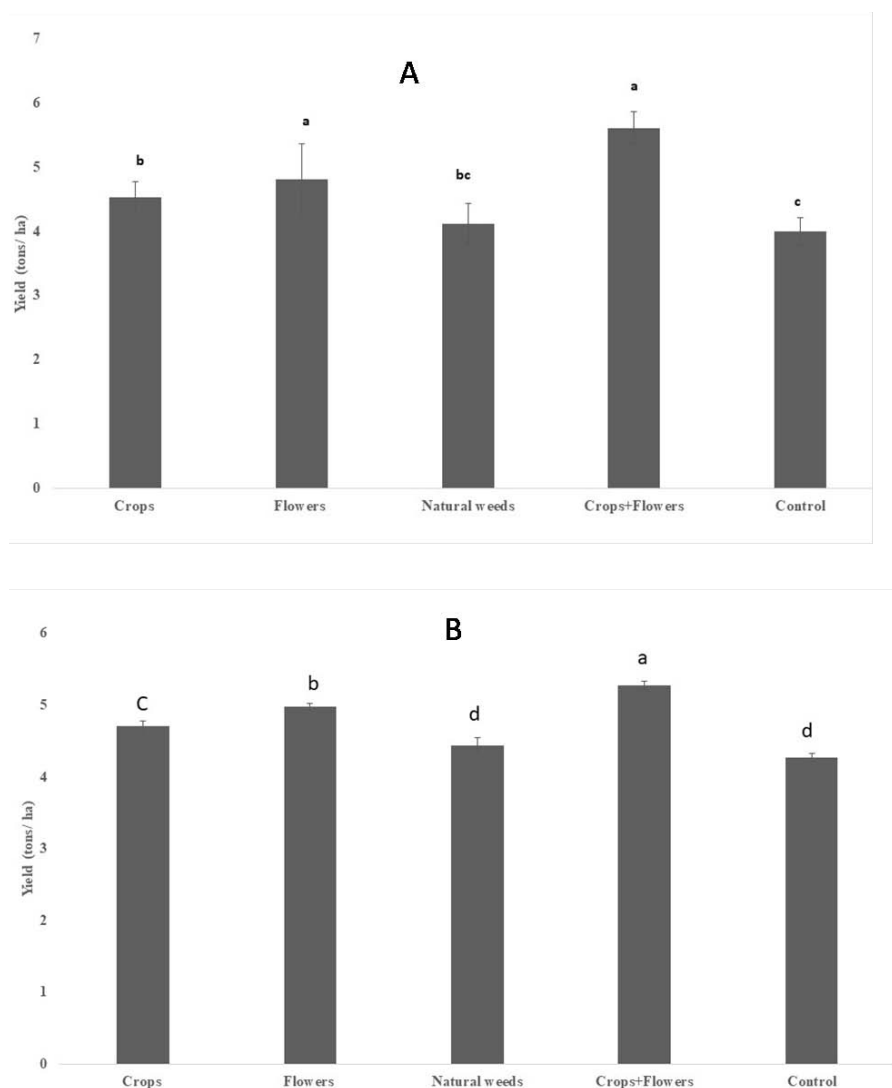 A
7
6
5
4
3
2
1
0
Yield (tons/ ha)
b
a
bc
a
c
Crops Flowers Natural weeds Crops+Flowers Control
B
6
5
4
3
2
1
0
Yield (tons/ ha)
C
b
d
a
d
Crops Flowers Natural weeds Crops+Flowers Control